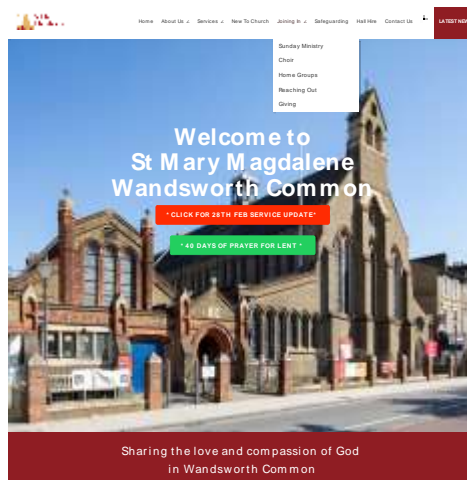 Home About Us Services New To Church Joining In Safeguarding Hall Hire Contact Us LATEST NEW
Sunday Ministry
Choir
Home Groups
Reaching Out
Giving
Welcome to
St Mary Magdalene
Wandsworth Common
* CLICK FOR 28TH FEB SERVICE UPDATE*
* 40 DAYS OF PRAYER FOR LENT *
Sharing the love and compassion of God
in Wandsworth Common